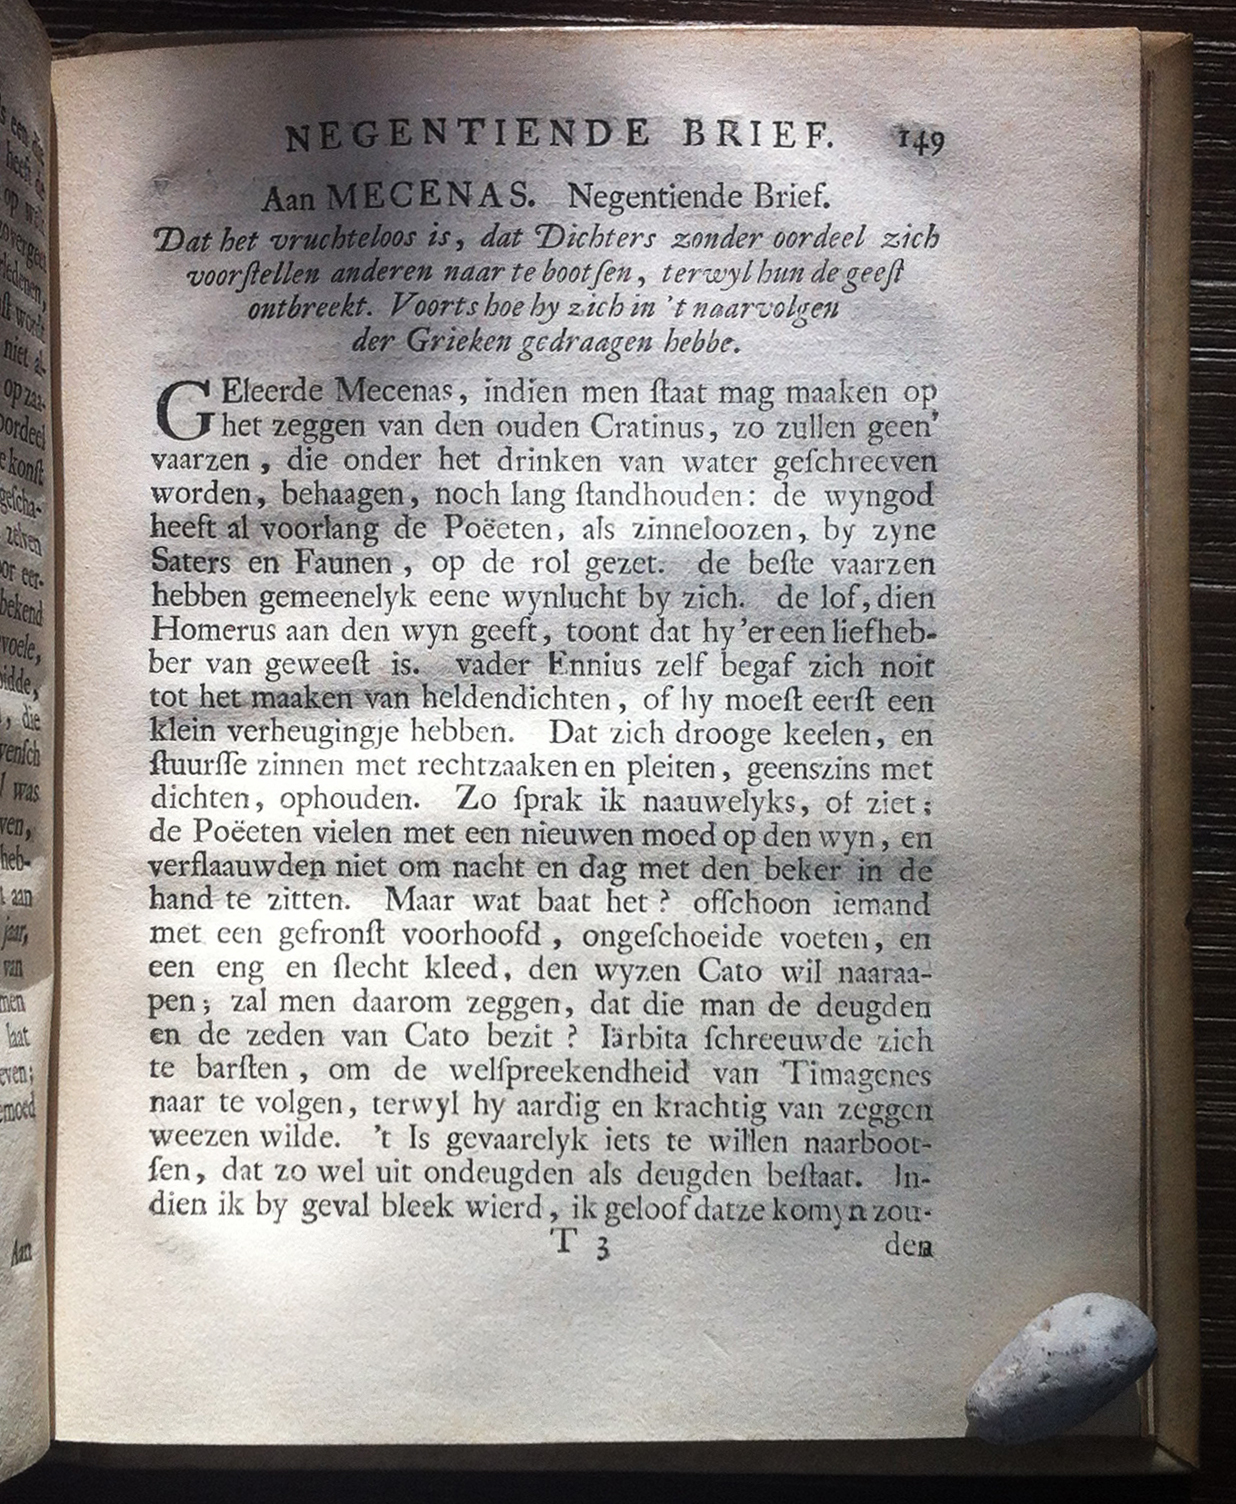 NEGENTIENDE BRIEF. 149
Aan MECENAS. Negentiende Brief.
Dat het vruchteloos is, dat Dichters zonder oordeel zich
voorſtellen anderen naar te bootſen, terwyl hun de geeſt
ontbreekt. Voorts hoe hy zich in 't naarvolgen
der Grieken gedraagen hebbe.
GEleerde Mecenas, indien men ſtaat mag maaken op
het zeggen van den ouden Cratinus, zo zullen geen'
vaarzen, die onder het drinken van water geſchreeven
worden, behaagen, noch lang ſtandhouden: de wyngod
heeft al voorlang de Poëeten, als zinneloozen, by zyne
Saters en Faunen, op de rol gezet. de beſte vaarzen
hebben gemeenelyk eene wynlucht by zich. de lof, dien
Homerus aan den wyn geeft, toont dat hy 'er een liefheb-
ber van geweeſt is. vader Ennius zelf begaf zich noit
tot het maaken van heldendichten, of hy moeſt eerſt een
klein verheugingje hebben. Dat zich drooge keelen, en
ſtuurſſe zinnen met rechtzaaken en pleiten, geenszins met
dichten, ophouden. Zo ſprak ik naauwelyks, of ziet;
de Poëeten vielen met een nieuwen moed op den wyn, en
verflaauwden niet om nacht en dag met den beker in de
hand te zitten. Maar wat baat het? offchoon iemand
met een gefronſt voorhoofd, ongeſchoeide voeten, en
een eng en ſlecht kleed, den wyzen Cato wil naaraa-
pen; zal men daarom zeggen, dat die man de deugden
en de zeden van Cato bezit? Iärbita ſchreeuwde zich
te barſten, om de welſpreekendheid van Timagenes
naar te volgen, terwyl hy aardig en krachtig van zeggen
weezen wilde. 't Is gevaarelyk iets te willen naarboot-
ſen, dat zo wel uit ondeugden als deugden beſtaat. In-
dien ik by geval bleek wierd, ik geloof datze komyn zou-
T 3 den
Aan